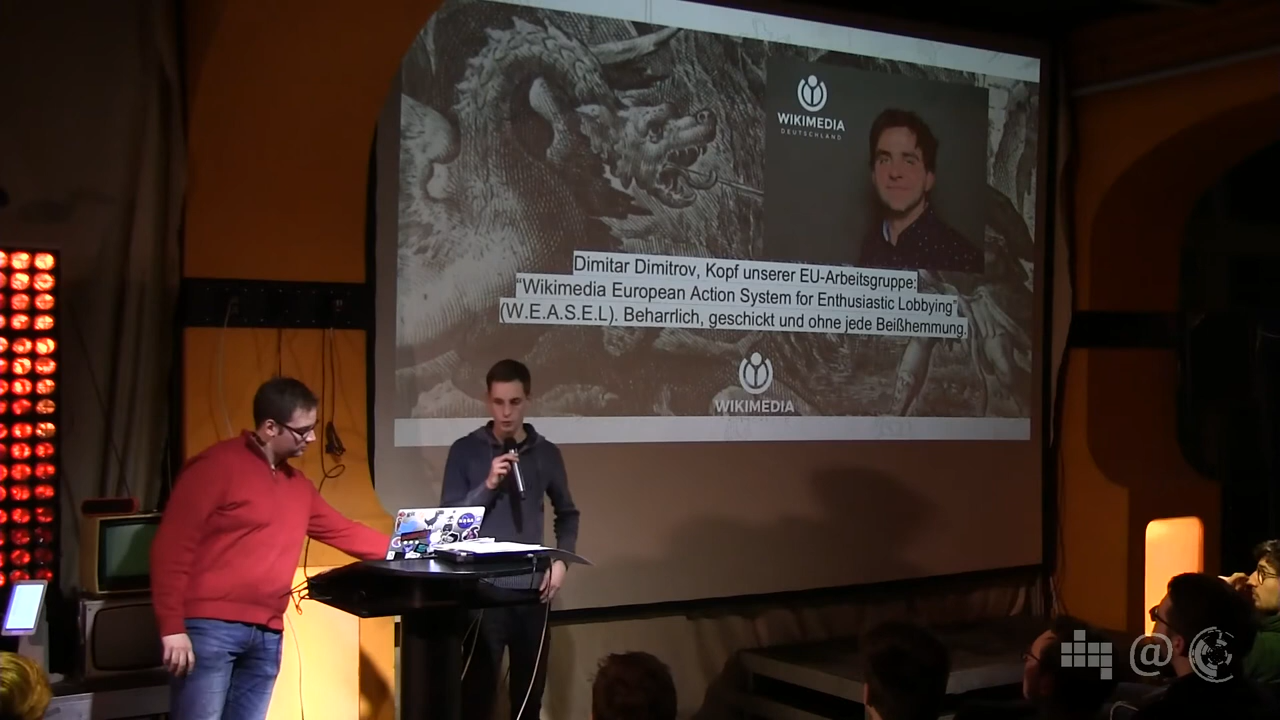 WIKIMEDIA
DEUTSCHLAND
Dimitar Dimitrov, Kopf unserer EU-Arbeitsgruppe:
“Wikimedia European Action System for Enthusiastic Lobbying”
(W.E.A.S.E.L). Beharrlich, geschickt und ohne jede Beißhemmung.
WIKIMEDIA
NASA
@